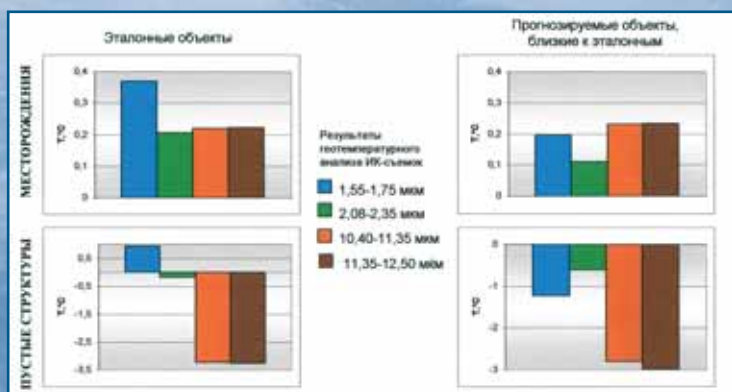 Эталонные объекты
Прогнозируемые объекты,
близкие к эталонным
МЕСТОРОЖДЕНИЯ
T,°C
0,4
0,3
0,2
0,1
0
Результаты
геотемпературного
анализа ИК-съемок
1,55-1,75 мкм
2,08-2,35 мкм
10,40-11,35 мкм
11,35-12,50 мкм
T,°C
0,4
0,3
0,2
0,1
0
ПУСТЫЕ СТРУКТУРЫ
T,°C
0,5
-0,5
-1,5
-2,5
-3,5
T,°C
0
-1
-2
-3